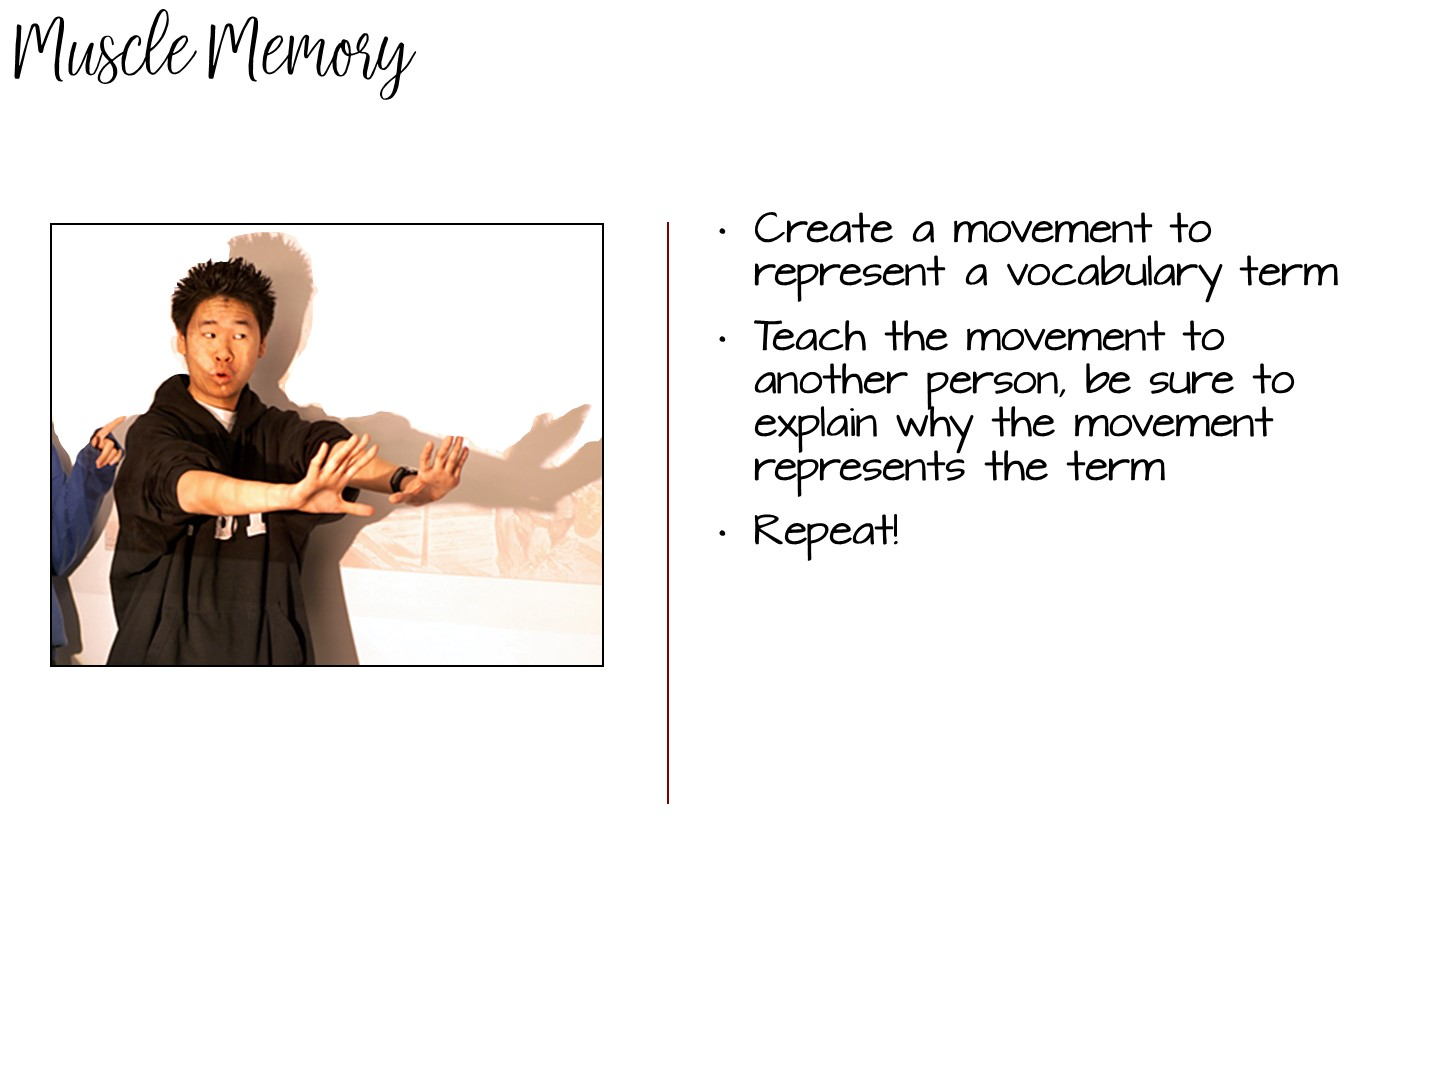 Muscle Memory
• Create a movement to
represent a vocabulary term
• Teach the movement to
another person, be sure to
explain why the movement
represents the term
• Repeat!